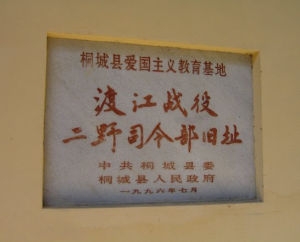 桐城县爱国主义教育基地
渡江战役
二野司令部旧址
中共桐城县委
桐城县人民政府
一九九六年七月